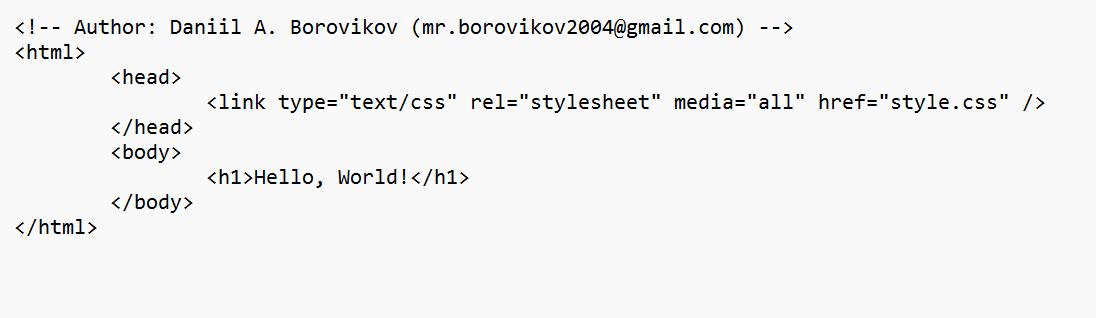 <!-- Author: Daniil A. Borovikov (mr.borovikov2004@gmail.com) -->
<html>
        <head>
                <link type="text/css" rel="stylesheet" media="all" href="style.css" />
        </head>
        <body>
                <h1>Hello, World!</h1>
        </body>
</html>